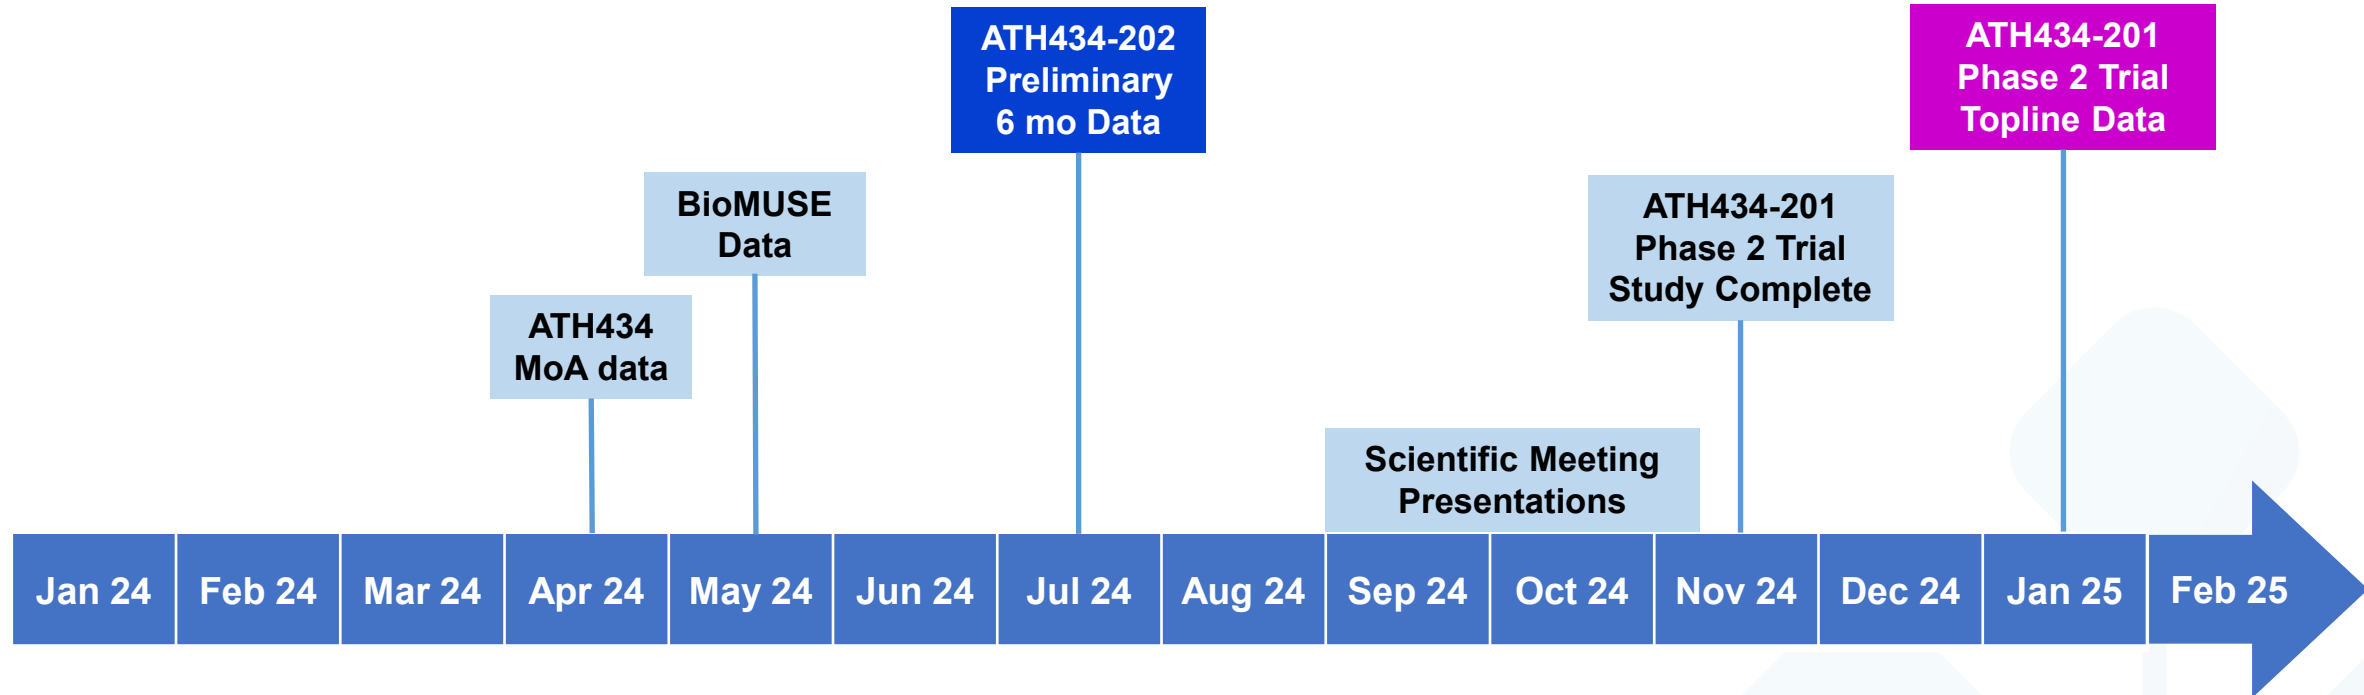 ATH434-202
Preliminary
6 mo Data
ATH434-201
Phase 2 Trial
Topline Data
BioMUSE
Data
ATH434-201
Phase 2 Trial
Study Complete
ATH434
MoA data
Scientific Meeting
Presentations
Jan 24 Feb 24 Mar 24 Apr 24 May 24 Jun 24 Jul 24 Aug 24 Sep 24 Oct 24 Nov 24 Dec 24 Jan 25 Feb 25